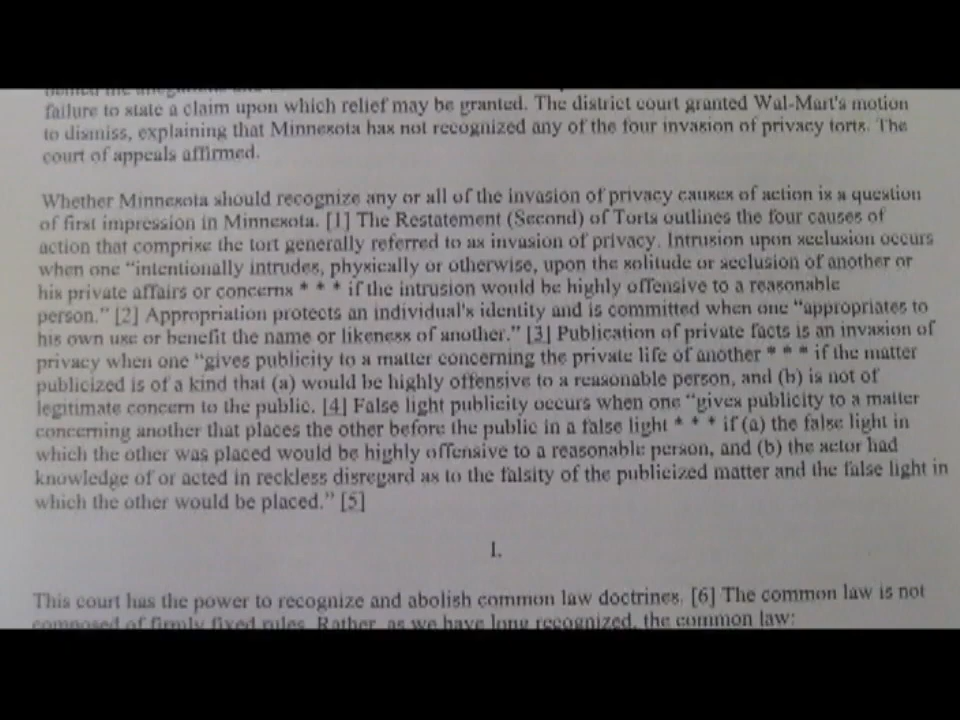 failure to state a claim upon which relief may be granted. The district court granted Wal-Mart's motion
to dismiss, explaining that Minnesota has not recognized any of the four invasion of privacy torts. The
court of appeals affirmed.
Whether Minnesota should recognize any or all of the invasion of privacy causes of action is a question
of first impression in Minnesota. [1] The Restatement (Second) of Torts outlines the four causes of
action that comprise the tort generally referred to as invasion of privacy. Intrusion upon seclusion occurs
when one “intentionally intrudes, physically or otherwise, upon the solitude or seclusion of another or
his private affairs or concerns * * * if the intrusion would be highly offensive to a reasonable
person.” [2] Appropriation protects an individual's identity and is committed when one “appropriates to
his own use or benefit the name or likeness of another.” [3] Publication of private facts is an invasion of
privacy when one “gives publicity to a matter concerning the private life of another * * * if the matter
publicized is of a kind that (a) would be highly offensive to a reasonable person, and (b) is not of
legitimate concern to the public. [4] False light publicity occurs when one “gives publicity to a matter
concerning another that places the other before the public in a false light * * * if (a) the false light in
which the other was placed would be highly offensive to a reasonable person, and (b) the actor had
knowledge of or acted in reckless disregard as to the falsity of the publicized matter and the false light in
which the other would be placed.” [5]
I.
This court has the power to recognize and abolish common law doctrines. [6] The common law is not
composed of firmly fixed rules. Rather, as we have long recognized, the common law: